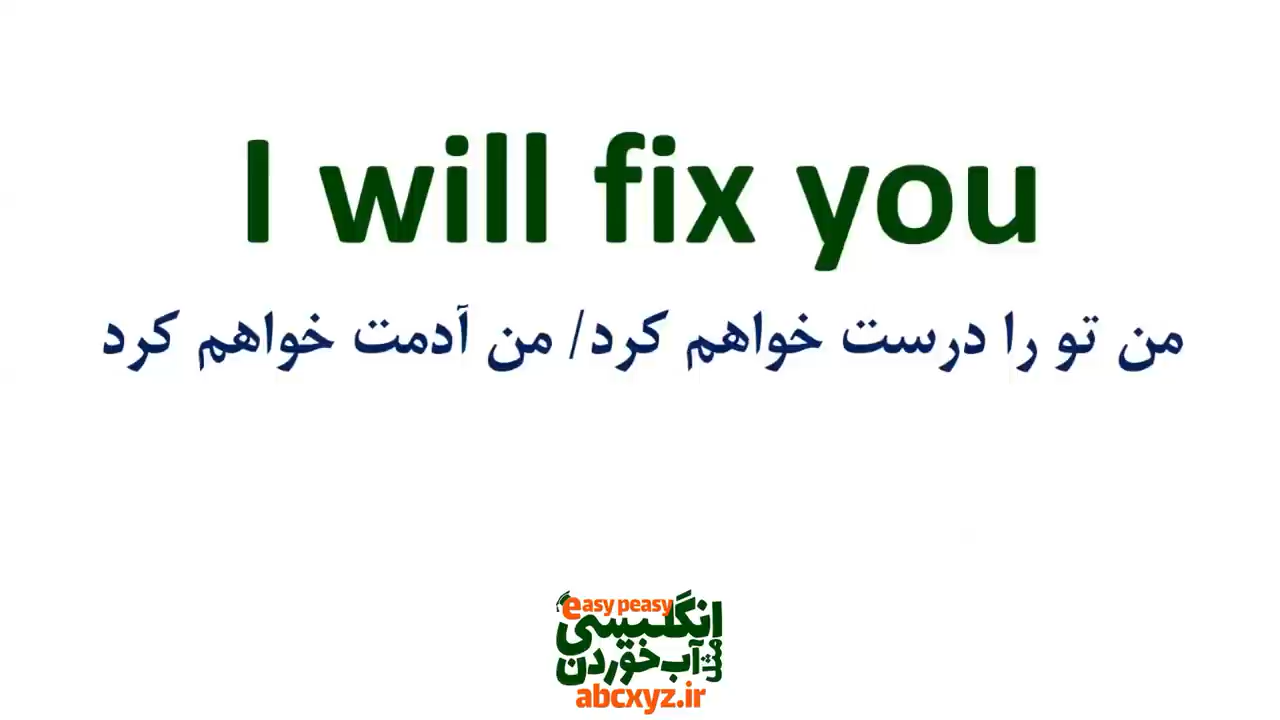 I will fix you
من تو را درست خواهم کرد/ من آدمت خواهم کرد
easy peasy
انگلیسی
مثل آب خوردن
abcxyz.ir